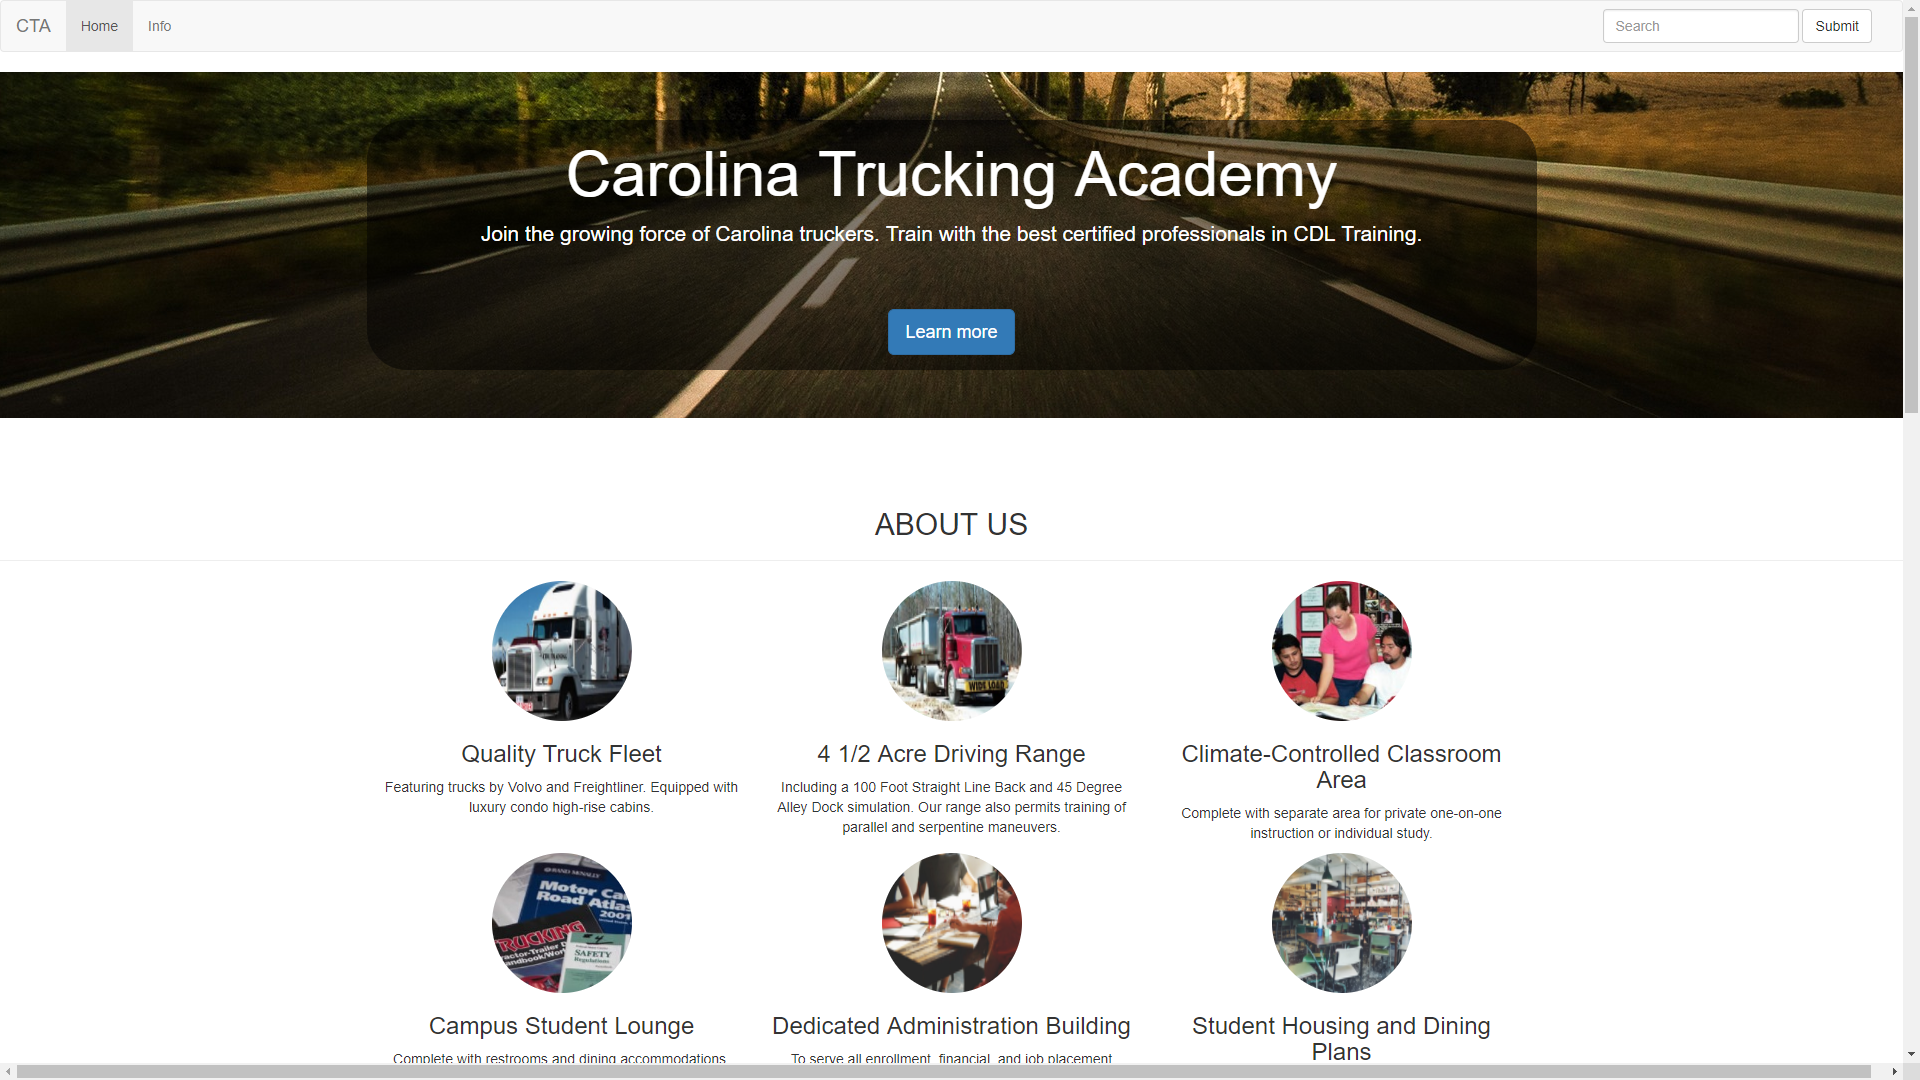 CTA
Home
Info
Search
Submit
Carolina Trucking Academy
Join the growing force of Carolina truckers. Train with the best certified professionals in CDL Training.
Learn more
ABOUT US
WIDE LOAD
Quality Truck Fleet
Featuring trucks by Volvo and Freightliner. Equipped with
luxury condo high-rise cabins.
4 1/2 Acre Driving Range
Including a 100 Foot Straight Line Back and 45 Degree
Alley Dock simulation. Our range also permits training of
parallel and serpentine maneuvers.
Climate-Controlled Classroom
Area
Complete with separate area for private one-on-one
instruction or individual study.
RAND MCNALLY
Motor Ca
Road Atlas
2001
TRUCKING
SAFETY
Regulations
Campus Student Lounge
Complete with restrooms and dining accommodations
Dedicated Administration Building
To serve all enrollment, financial, and job placement
Student Housing and Dining
Plans